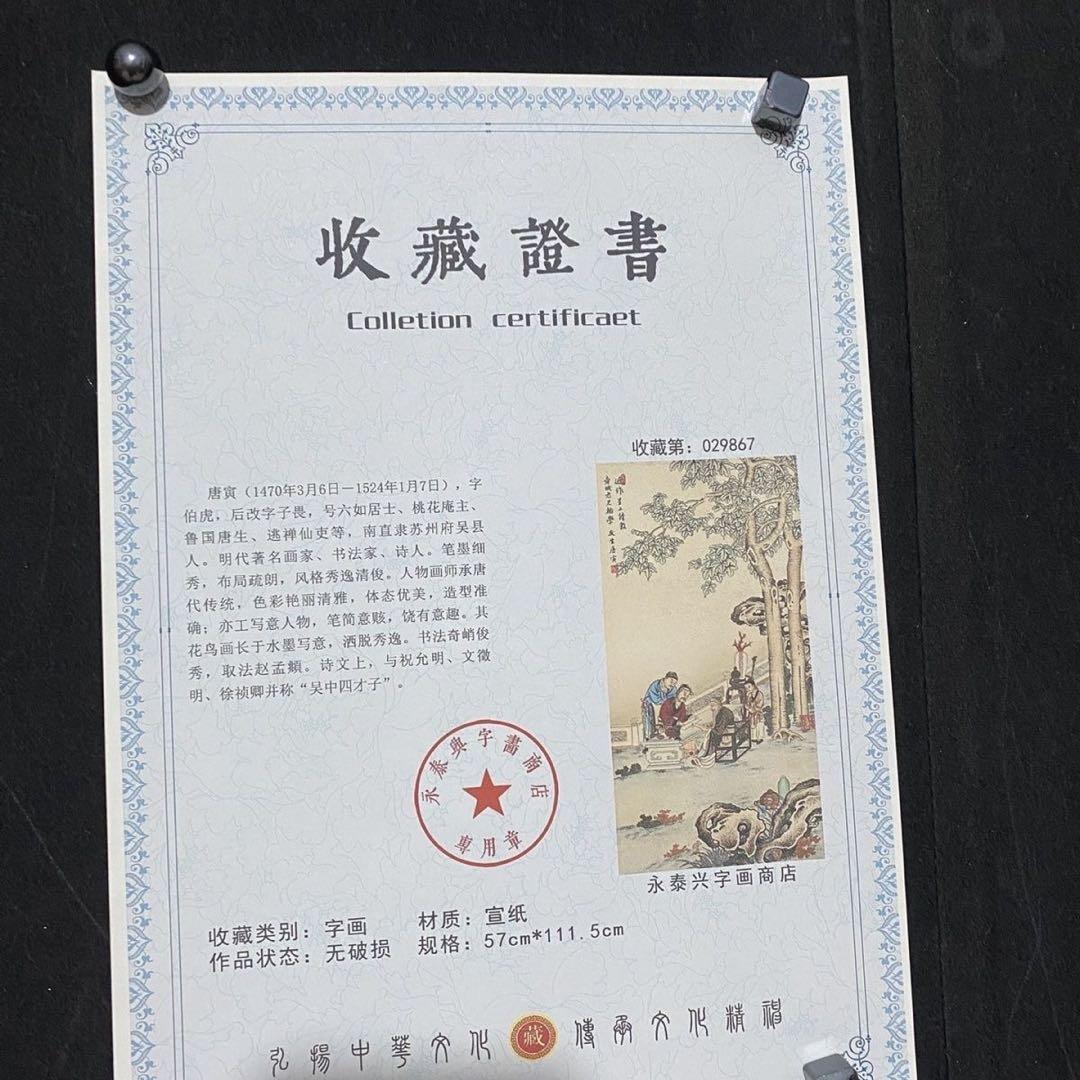 收藏證書
Colletion certificaet
收藏第：029867
唐寅（1470年3月6日—1524年1月7日），字
伯虎，后改字子畏，号六如居士、桃花庵主、
鲁国唐生、逃禅仙吏等，南直隶苏州府吴县
人。明代著名画家、书法家、诗人。笔墨细
秀，布局疏朗，风格秀逸清俊。人物画师承唐
代传统，色彩艳丽清雅，体态优美，造型准
确；亦工写意人物，笔简意赅，饶有意趣。其
花鸟画长于水墨写意，洒脱秀逸。书法奇峭俊
秀，取法赵孟頫。诗文上，与祝允明、文徵
明、徐祯卿并称“吴中四才子”。
永泰興字畵商店
專用章
永泰兴字画商店
收藏类别：字画
材质：宣纸
作品状态：无破损
规格：57cm*111.5cm
弘揚中華文化
藏
傳承文化精神